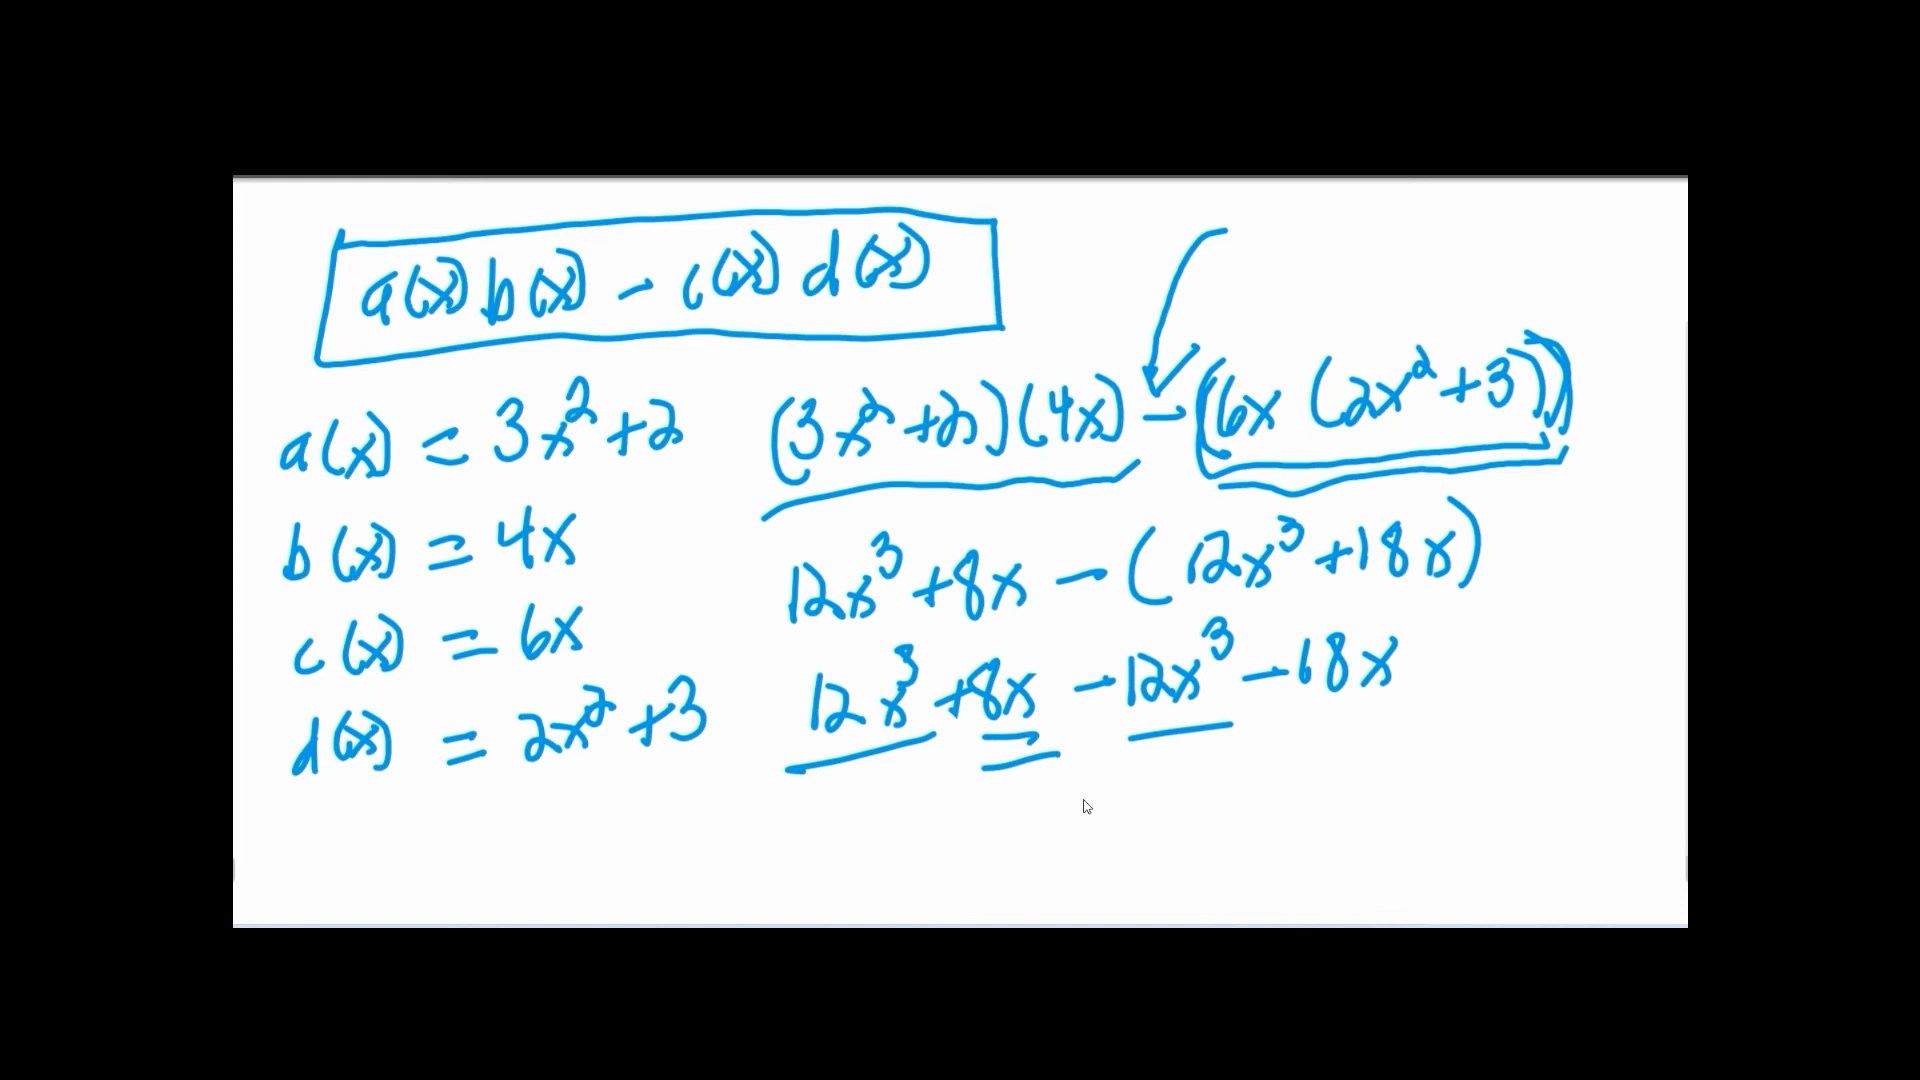 a(x) b(x) - c(x) d(x)
a(x) = 3x² + 2
b(x) = 4x
c(x) = 6x
d(x) = 2x² + 3
(3x² + 2)(4x) - (6x (2x² + 3))
12x³ + 8x - (12x³ + 18x)
12x³ + 8x - 12x³ - 18x